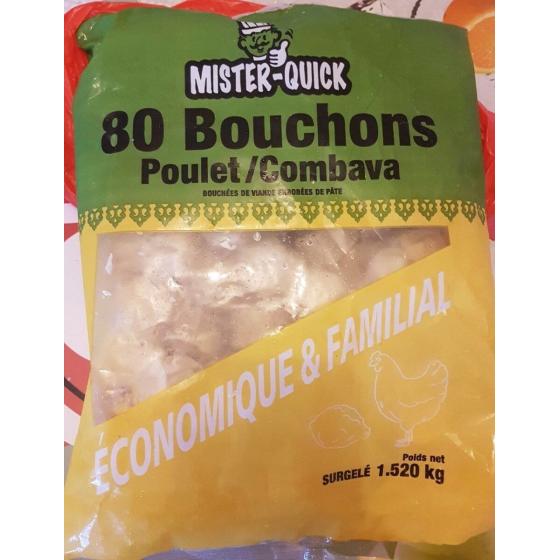 MISTER-QUICK
80 Bouchons
Poulet/Combava
BOUCHÉES DE VIANDE ENROBÉES DE PÂTE
ÉCONOMIQUE & FAMILIAL
Poids net
SURGELÉ 1.520 kg